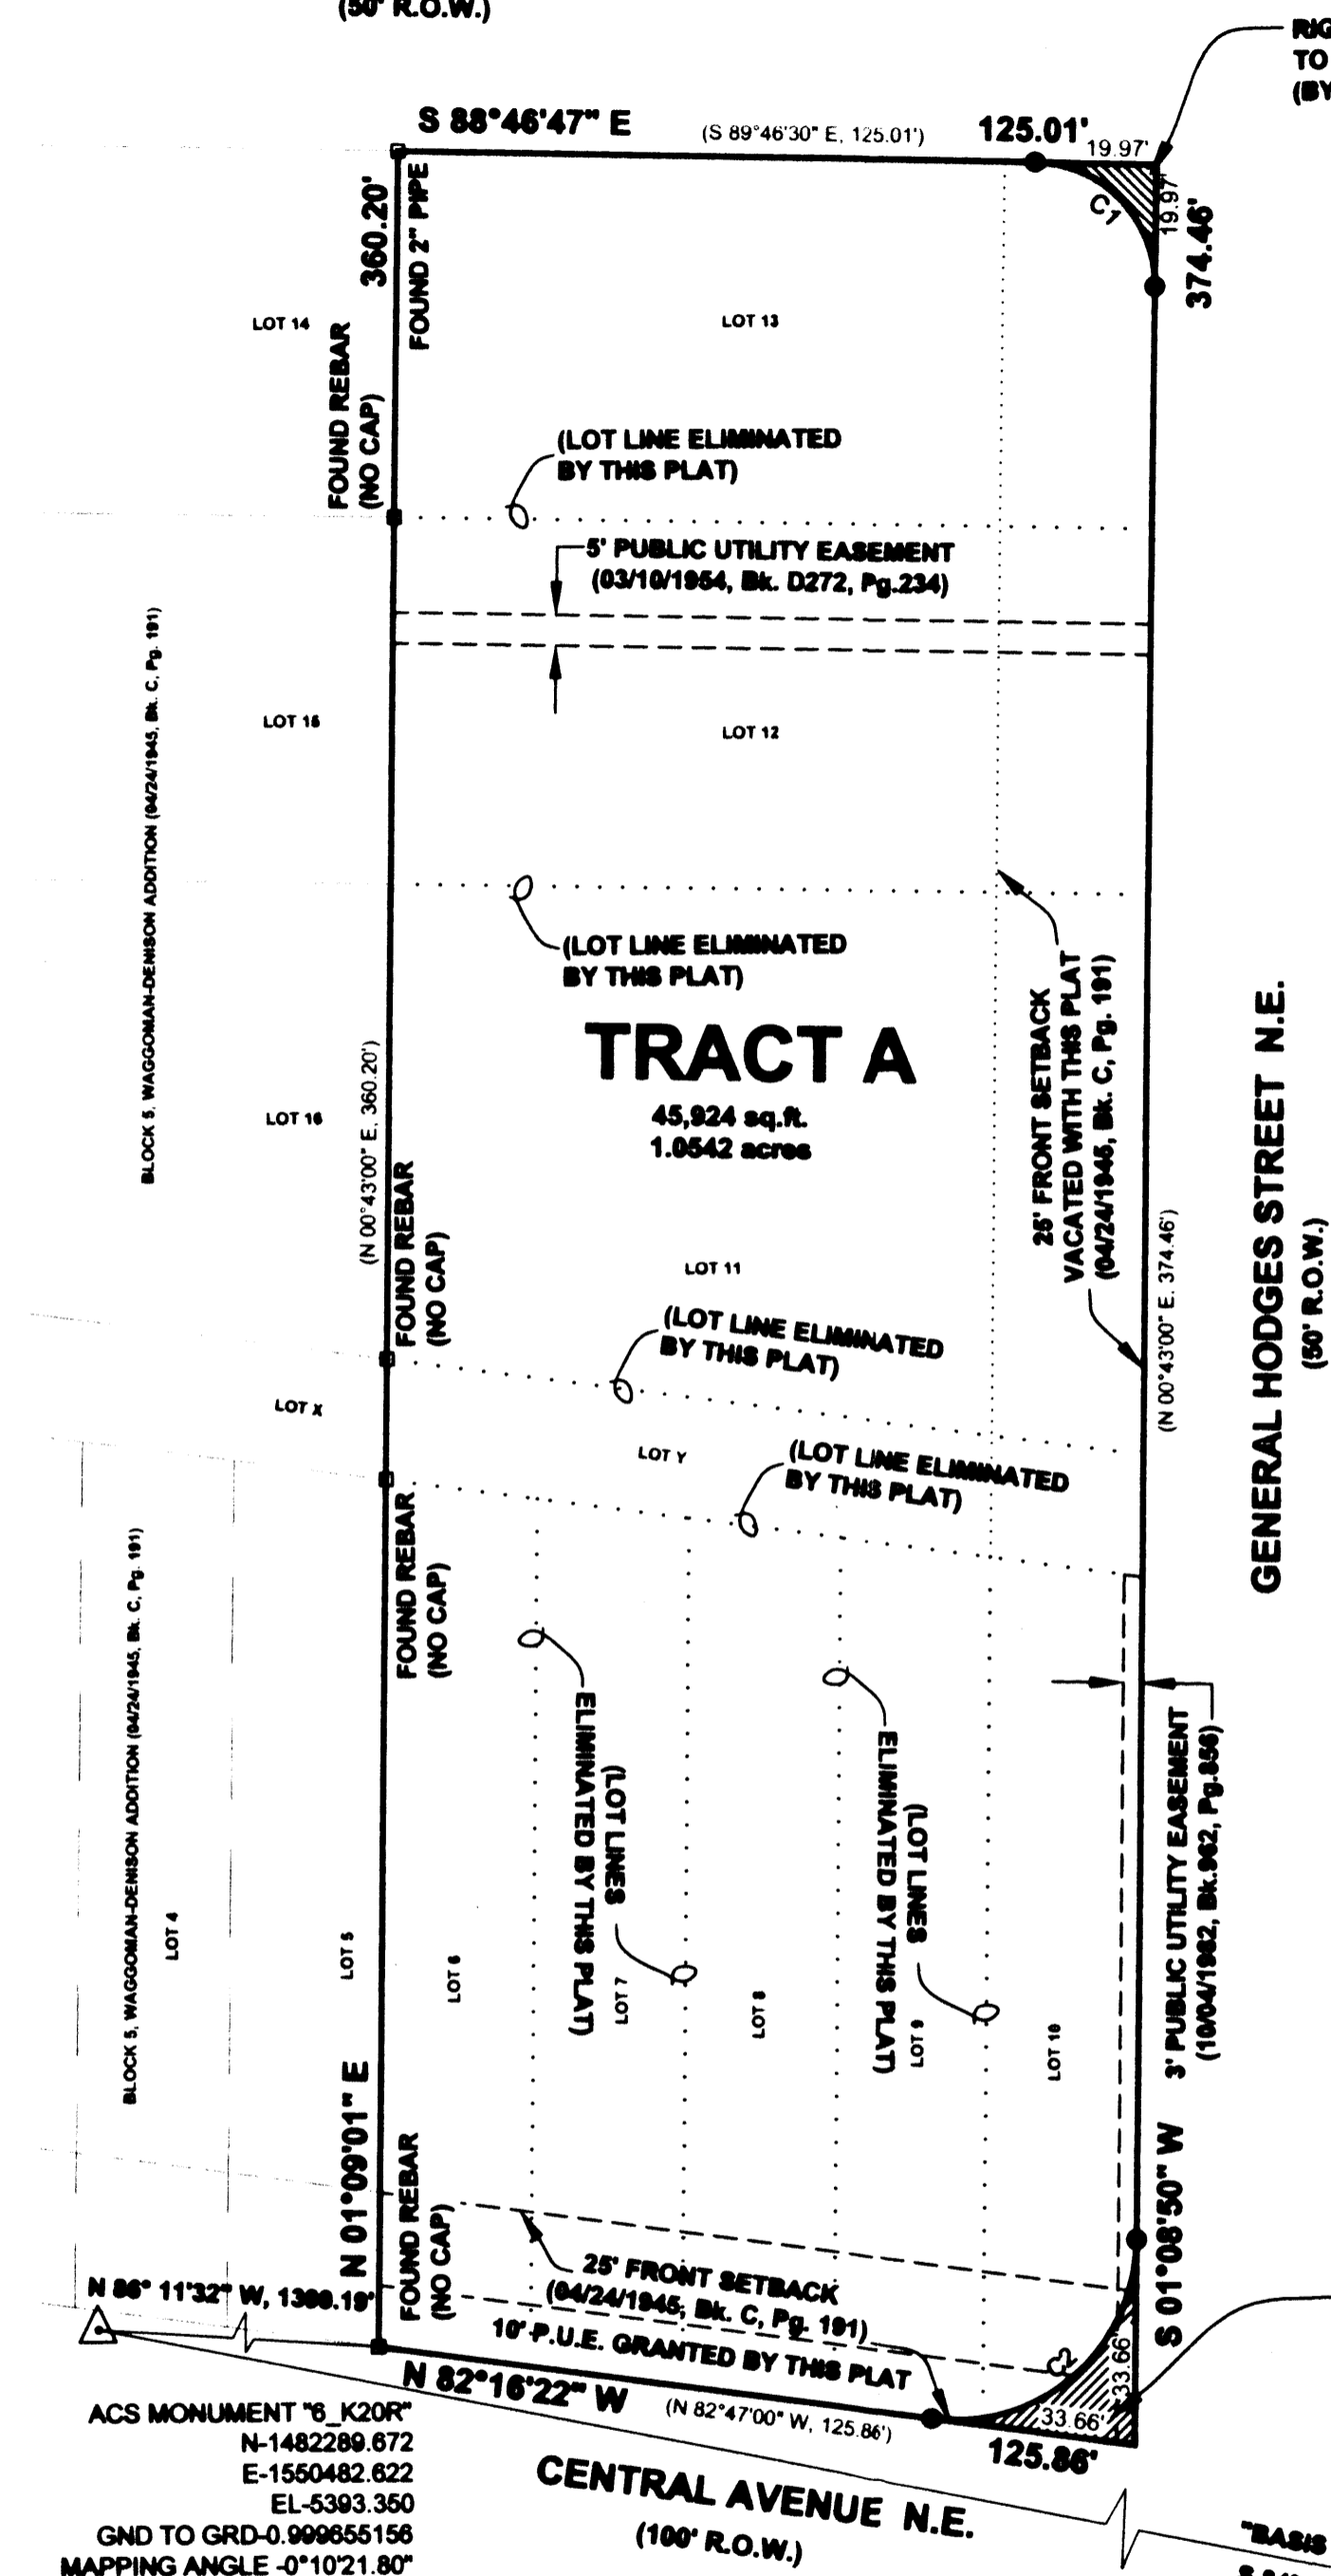 (50' R.O.W.)
TO
(BY
S 88°46'47" E
(S 89°46'30" E, 125.01')
125.01'
19.97'
19.97'
C1
374.46'
360.20'
FOUND 2" PIPE
LOT 14
LOT 13
FOUND REBAR
(NO CAP)
(LOT LINE ELIMINATED
BY THIS PLAT)
5' PUBLIC UTILITY EASEMENT
(03/10/1954, Bk. D272, Pg.234)
BLOCK 5, WAGGOMAN-DENISON ADDITION (04/24/1945, Bk. C, Pg. 191)
LOT 15
LOT 12
(LOT LINE ELIMINATED
BY THIS PLAT)
TRACT A
45,924 sq.ft.
1.0542 acres
25' FRONT SETBACK
VACATED WITH THIS PLAT
(04/24/1945, Bk. C, Pg. 191)
GENERAL HODGES STREET N.E.
(50' R.O.W.)
LOT 16
(N 00°43'00" E, 360.20')
FOUND REBAR
(NO CAP)
LOT 11
(N 00°43'00" E, 374.46')
(LOT LINE ELIMINATED
BY THIS PLAT)
LOT X
LOT Y
(LOT LINE ELIMINATED
BY THIS PLAT)
FOUND REBAR
(NO CAP)
BLOCK 5, WAGGOMAN-DENISON ADDITION (04/24/1945, Bk. C, Pg. 191)
(LOT LINES
ELIMINATED BY THIS PLAT)
(LOT LINES
ELIMINATED BY THIS PLAT)
3' PUBLIC UTILITY EASEMENT
(10/04/1982, Bk.962, Pg.856)
LOT 4
LOT 5
LOT 6
LOT 7
LOT 8
LOT 9
LOT 10
N 01°09'01" E
FOUND REBAR
(NO CAP)
S 01°08'50" W
25' FRONT SETBACK
(04/24/1945, Bk. C, Pg. 191)
10' P.U.E. GRANTED BY THIS PLAT
N 86° 11'32" W,
C2
33.66'
33.66'
N 82°16'22" W
(N 82°47'00" W, 125.86')
125.86'
CENTRAL AVENUE N.E.
(100' R.O.W.)
ACS MONUMENT "6_K20R"
N-1482289.672
E-1550482.622
EL-5393.350
GND TO GRD-0.999655156
MAPPING ANGLE -0°10'21.80"
"BASIS